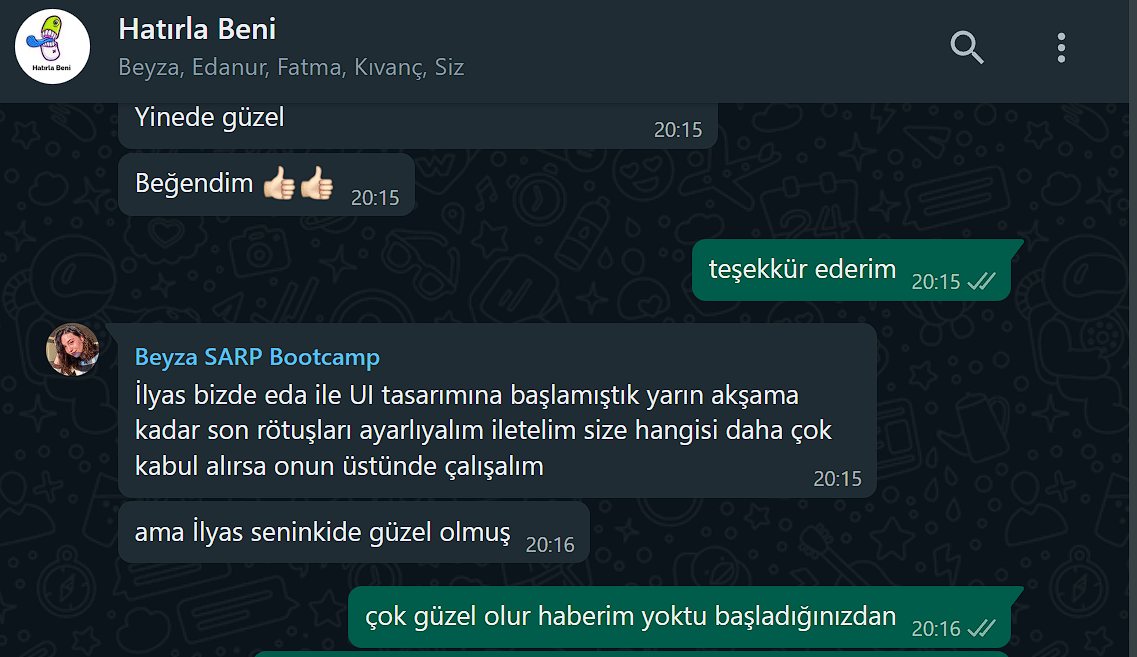 Hatırla Beni
Hatırla Beni
Beyza, Edanur, Fatma, Kıvanç, Siz
Yinede güzel
20:15
Beğendim 👍🏻👍🏻 20:15
teşekkür ederim 20:15
Beyza SARP Bootcamp
İlyas bizde eda ile UI tasarımına başlamıştık yarın akşama
kadar son rötuşları ayarlıyalım iletelim size hangisi daha çok
kabul alırsa onun üstünde çalışalım
20:15
ama İlyas seninkide güzel olmuş 20:16
çok güzel olur haberim yoktu başladığınızdan 20:16